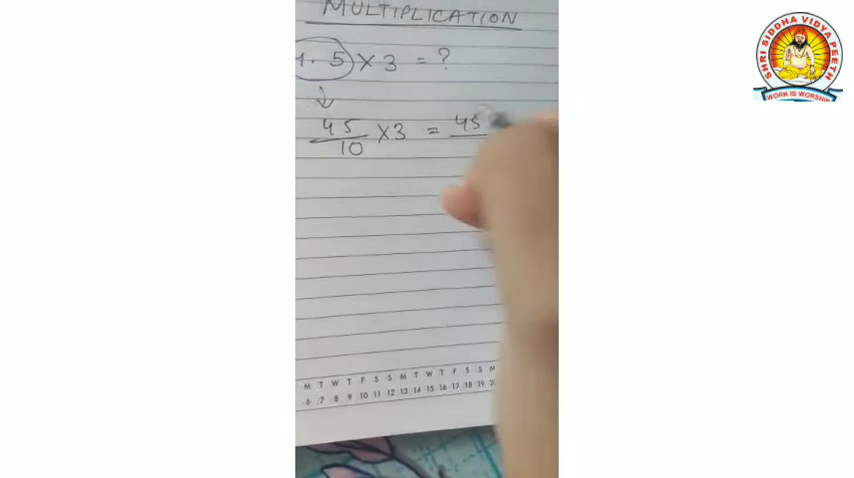 MULTIPLICATION
4.5 × 3 = ?
45/10 × 3 = 45
M T W T F S S M T W T F S S M
6 7 8 9 10 11 12 13 14 15 16 17 18 19
SHRI SIDDHA VIDYA PEETH
WORK IS WORSHIP